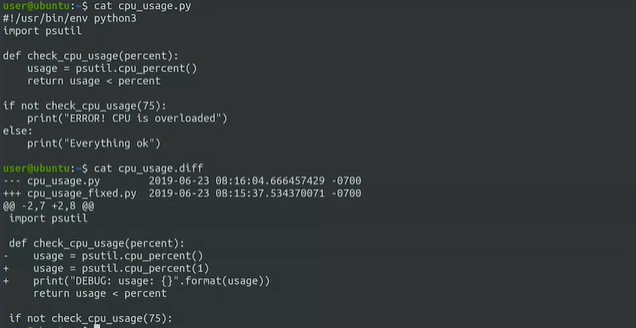 user@ubuntu:~$ cat cpu_usage.py
#!/usr/bin/env python3
import psutil

def check_cpu_usage(percent):
    usage = psutil.cpu_percent()
    return usage < percent

if not check_cpu_usage(75):
    print("ERROR! CPU is overloaded")
else:
    print("Everything ok")

user@ubuntu:~$ cat cpu_usage.diff
--- cpu_usage.py        2019-06-23 08:16:04.666457429 -0700
+++ cpu_usage_fixed.py  2019-06-23 08:15:37.534370071 -0700
@@ -2,7 +2,8 @@
 import psutil

 def check_cpu_usage(percent):
-    usage = psutil.cpu_percent()
+    usage = psutil.cpu_percent(1)
+    print("DEBUG: usage: {}".format(usage))
     return usage < percent

 if not check_cpu_usage(75):